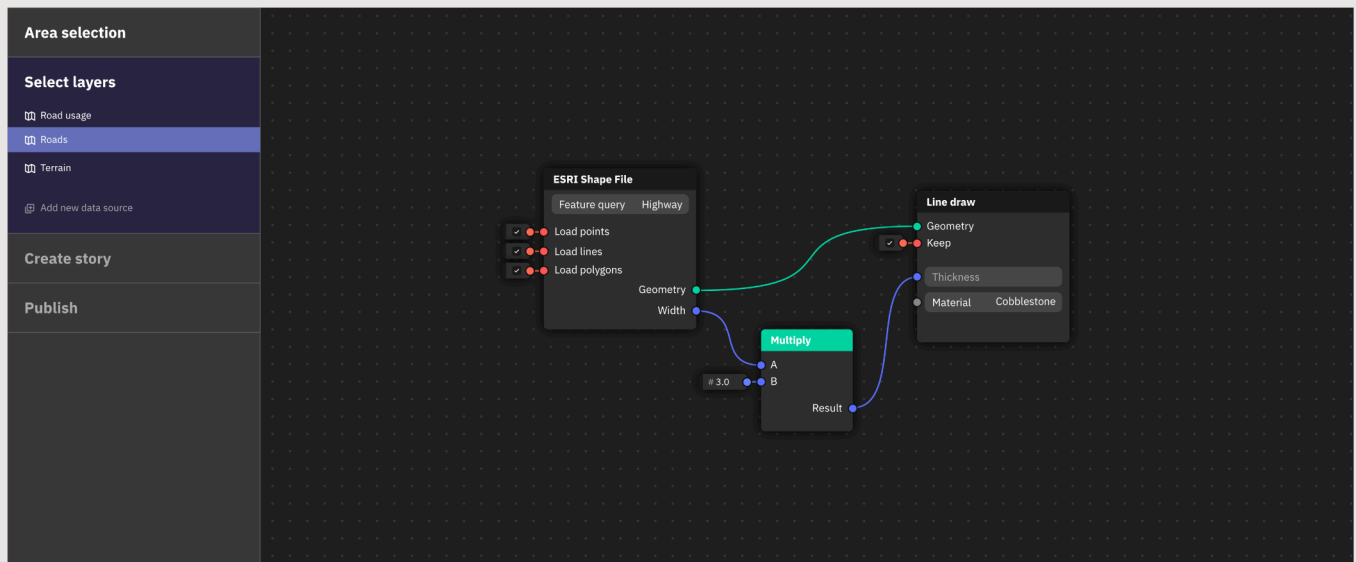 Area selection
Select layers
Road usage
Roads
Terrain
Add new data source
Create story
Publish
ESRI Shape File
Feature query Highway
Load points
Load lines
Load polygons
Geometry
Width
Multiply
A
# 3.0 B
Result
Line draw
Geometry
Keep
Thickness
Material Cobblestone